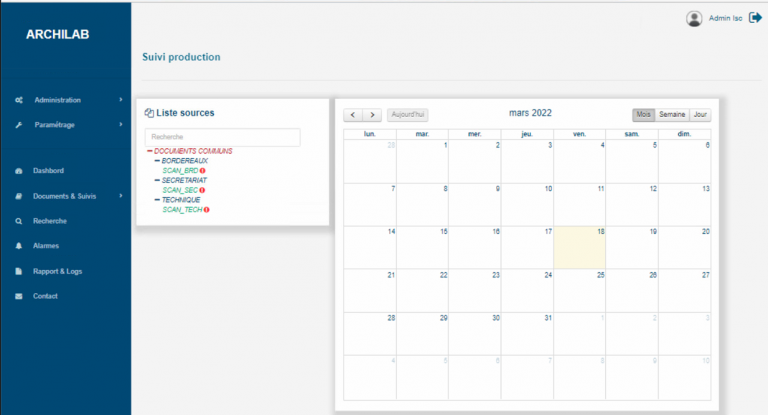 ARCHILAB
Admin Isc
Suivi production
Administration
Paramétrage
Dashbord
Documents & Suivis
Recherche
Alarmes
Rapport & Logs
Contact
Liste sources
Recherche
DOCUMENTS COMMUNS
BORDEREAUX
SCAN_BRD
SECRETARIAT
SCAN_SEC
TECHNIQUE
SCAN_TECH
Aujourd'hui
mars 2022
Mois Semaine Jour
lun. mar. mer. jeu. ven. sam. dim.
28 1 2 3 4 5 6
7 8 9 10 11 12 13
14 15 16 17 18 19 20
21 22 23 24 25 26 27
28 29 30 31 1 2 3
4 5 6 7 8 9 10